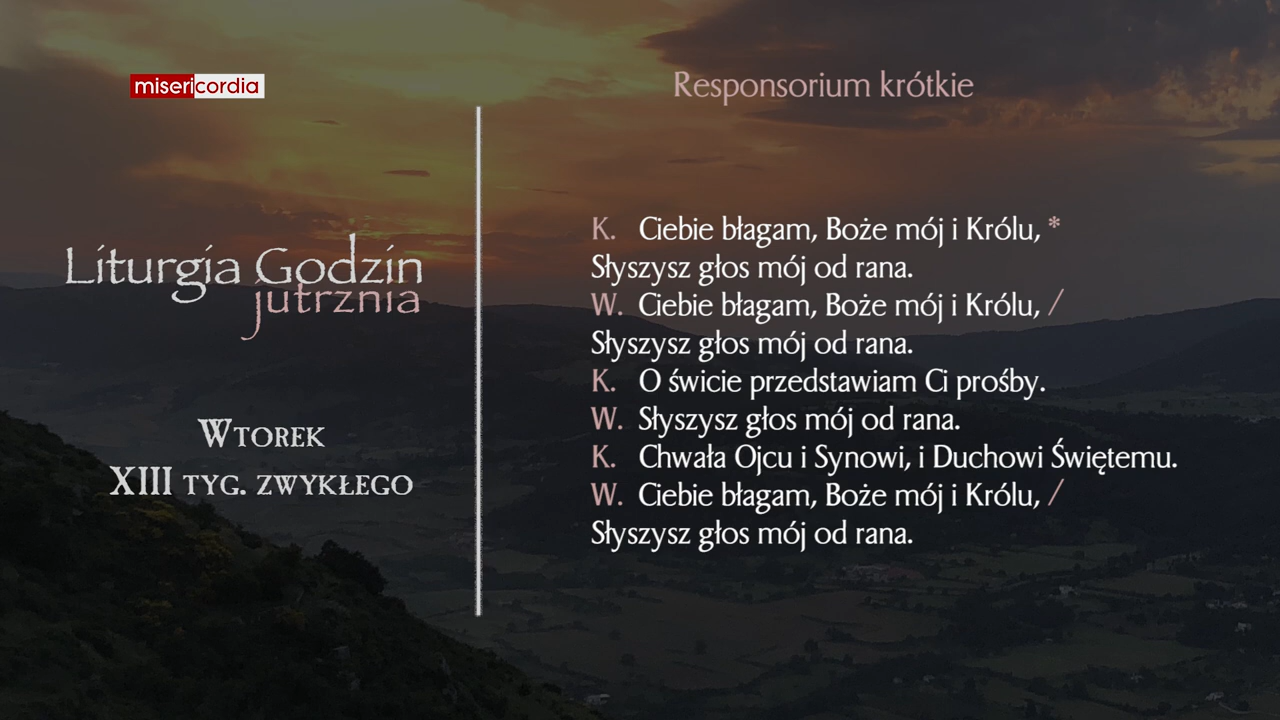 misericordia
Liturgia Godzin
jutrznia
Wtorek
XIII tyg. zwykłego
Responsorium krótkie
K. Ciebie błagam, Boże mój i Królu, *
Słyszysz głos mój od rana.
W. Ciebie błagam, Boże mój i Królu, /
Słyszysz głos mój od rana.
K. O świcie przedstawiam Ci prośby.
W. Słyszysz głos mój od rana.
K. Chwała Ojcu i Synowi, i Duchowi Świętemu.
W. Ciebie błagam, Boże mój i Królu, /
Słyszysz głos mój od rana.